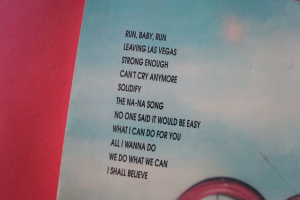 RUN, BABY, RUN
LEAVING LAS VEGAS
STRONG ENOUGH
CAN'T CRY ANYMORE
SOLIDIFY
THE NA-NA SONG
NO ONE SAID IT WOULD BE EASY
WHAT I CAN DO FOR YOU
ALL I WANNA DO
WE DO WHAT WE CAN
I SHALL BELIEVE